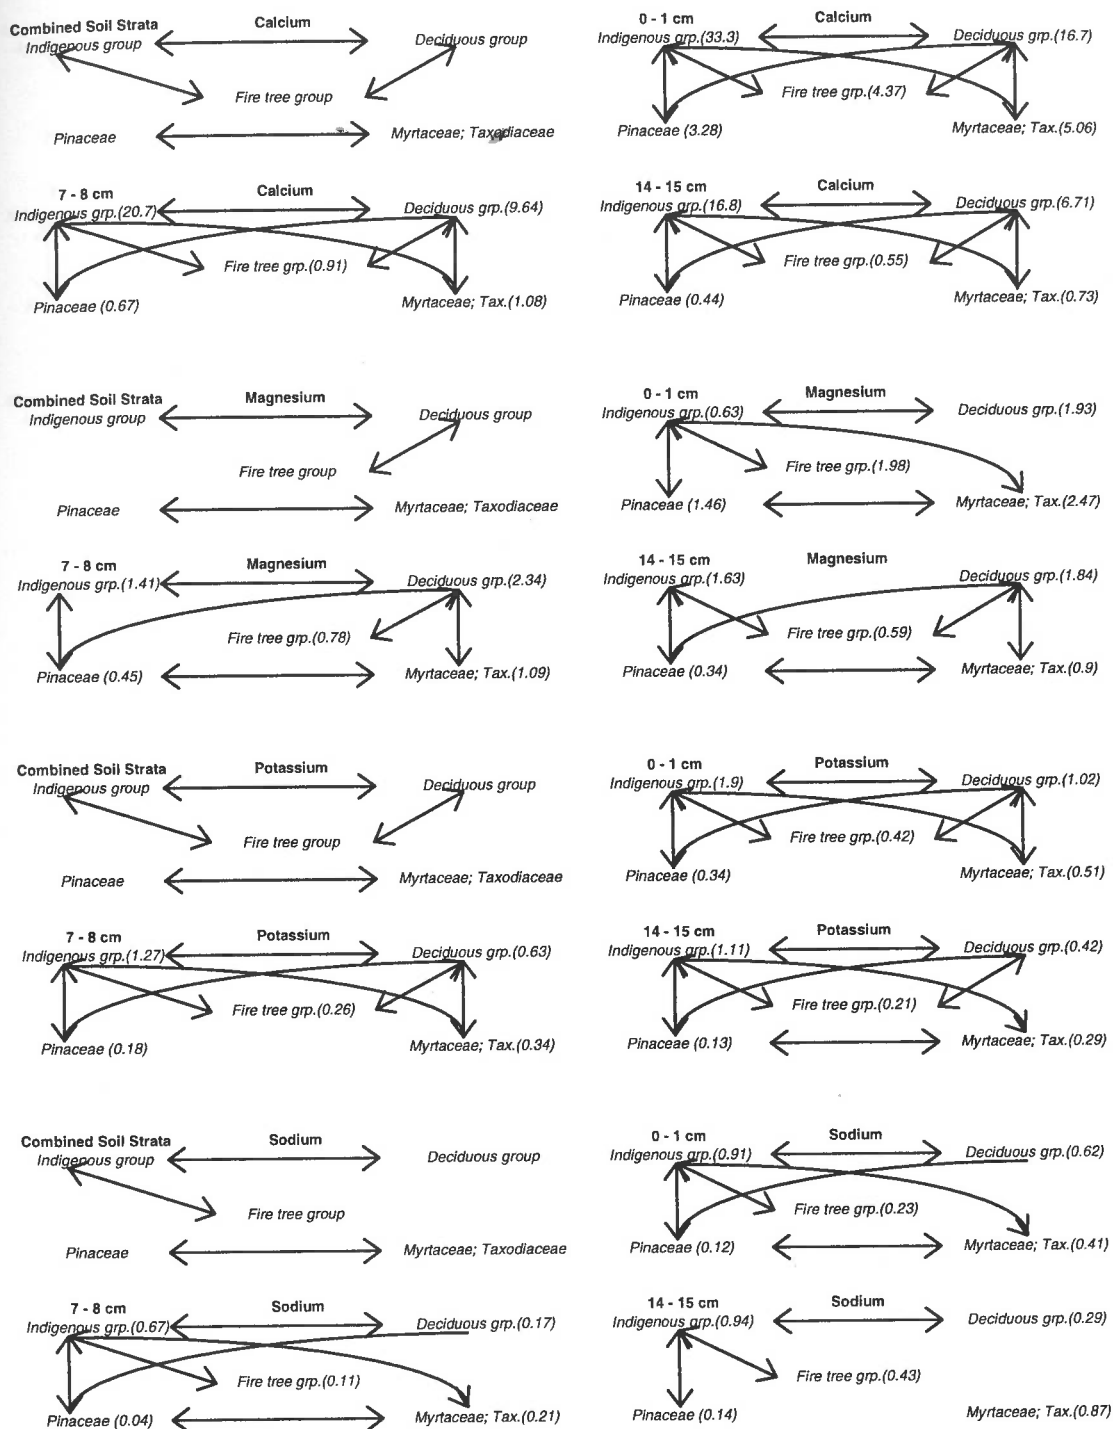 Combined Soil Strata Calcium
Indigenous group Deciduous group
Fire tree group
Pinaceae Myrtaceae; Taxodiaceae
0 - 1 cm Calcium
Indigenous grp.(33.3) Deciduous grp.(16.7)
Fire tree grp.(4.37)
Pinaceae (3.28) Myrtaceae; Tax.(5.06)
7 - 8 cm Calcium
Indigenous grp.(20.7) Deciduous grp.(9.64)
Fire tree grp.(0.91)
Pinaceae (0.67) Myrtaceae; Tax.(1.08)
14 - 15 cm Calcium
Indigenous grp.(16.8) Deciduous grp.(6.71)
Fire tree grp.(0.55)
Pinaceae (0.44) Myrtaceae; Tax.(0.73)
Combined Soil Strata Magnesium
Indigenous group Deciduous group
Fire tree group
Pinaceae Myrtaceae; Taxodiaceae
0 - 1 cm Magnesium
Indigenous grp.(0.63) Deciduous grp.(1.93)
Fire tree grp.(1.98)
Pinaceae (1.46) Myrtaceae; Tax.(2.47)
7 - 8 cm Magnesium
Indigenous grp.(1.41) Deciduous grp.(2.34)
Fire tree grp.(0.78)
Pinaceae (0.45) Myrtaceae; Tax.(1.09)
14 - 15 cm Magnesium
Indigenous grp.(1.63) Deciduous grp.(1.84)
Fire tree grp.(0.59)
Pinaceae (0.34) Myrtaceae; Tax.(0.9)
Combined Soil Strata Potassium
Indigenous group Deciduous group
Fire tree group
Pinaceae Myrtaceae; Taxodiaceae
0 - 1 cm Potassium
Indigenous grp.(1.9) Deciduous grp.(1.02)
Fire tree grp.(0.42)
Pinaceae (0.34) Myrtaceae; Tax.(0.51)
7 - 8 cm Potassium
Indigenous grp.(1.27) Deciduous grp.(0.63)
Fire tree grp.(0.26)
Pinaceae (0.18) Myrtaceae; Tax.(0.34)
14 - 15 cm Potassium
Indigenous grp.(1.11) Deciduous grp.(0.42)
Fire tree grp.(0.21)
Pinaceae (0.13) Myrtaceae; Tax.(0.29)
Combined Soil Strata Sodium
Indigenous group Deciduous group
Fire tree group
Pinaceae Myrtaceae; Taxodiaceae
0 - 1 cm Sodium
Indigenous grp.(0.91) Deciduous grp.(0.62)
Fire tree grp.(0.23)
Pinaceae (0.12) Myrtaceae; Tax.(0.41)
7 - 8 cm Sodium
Indigenous grp.(0.67) Deciduous grp.(0.17)
Fire tree grp.(0.11)
Pinaceae (0.04) Myrtaceae; Tax.(0.21)
14 - 15 cm Sodium
Indigenous grp.(0.94) Deciduous grp.(0.29)
Fire tree grp.(0.43)
Pinaceae (0.14) Myrtaceae; Tax.(0.87)